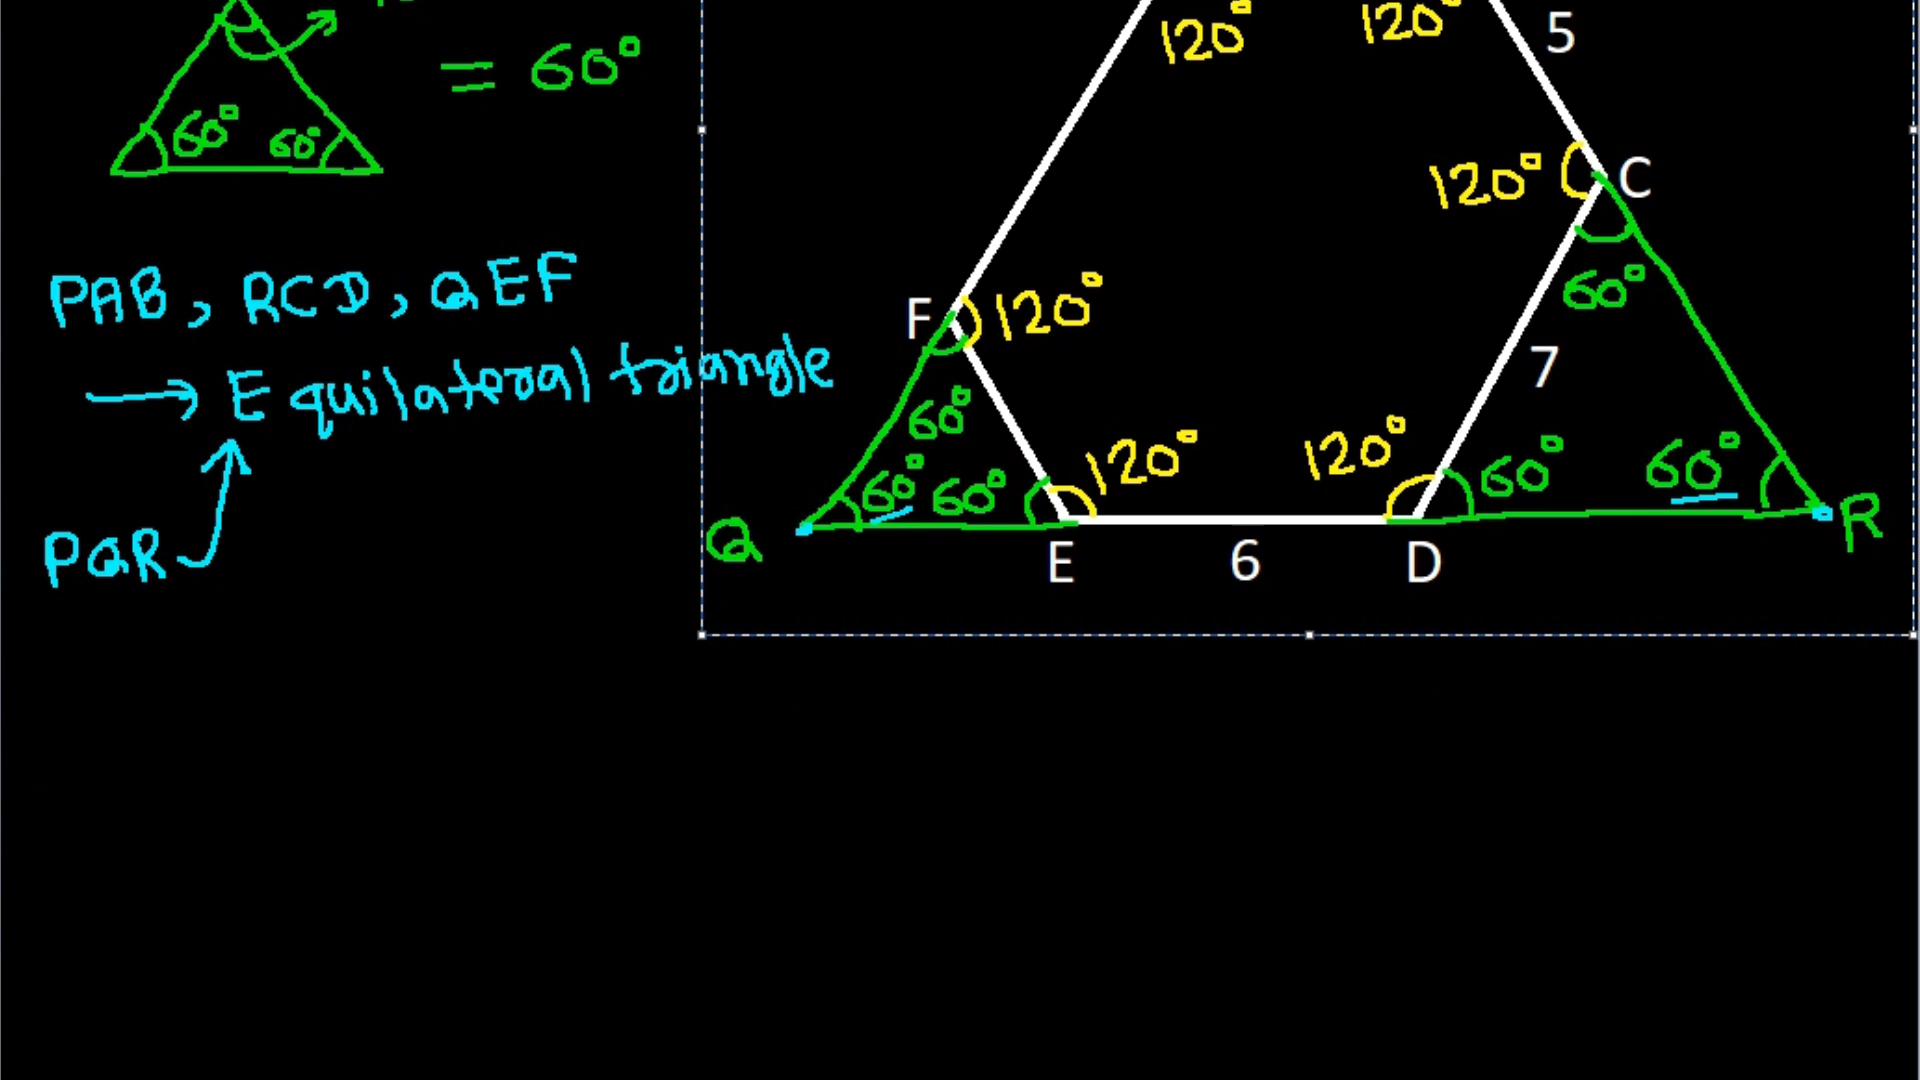 = 60°
60° 60°
PAB, RCD, QEF
→ Equilateral triangle
PQR
120° 120° 5
120° C
60°
F 120°
7
60°
120° 120°
60° 60° 60° 60°
Q R
E 6 D